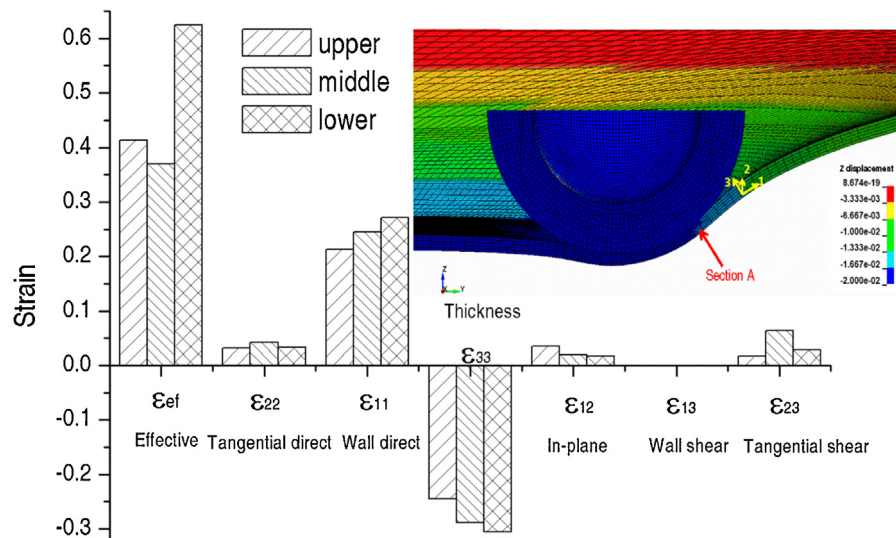 0.6
0.5
0.4
0.3
0.2
0.1
0.0
-0.1
-0.2
-0.3
Strain
upper
middle
lower
3
2
1
Section A
Z
X
Y
Z displacement
8.674e-19
-3.333e-03
-6.667e-03
-1.000e-02
-1.333e-02
-1.667e-02
-2.000e-02
Thickness
εef
ε22
ε11
ε33
ε12
ε13
ε23
Effective
Tangential direct
Wall direct
In-plane
Wall shear
Tangential shear